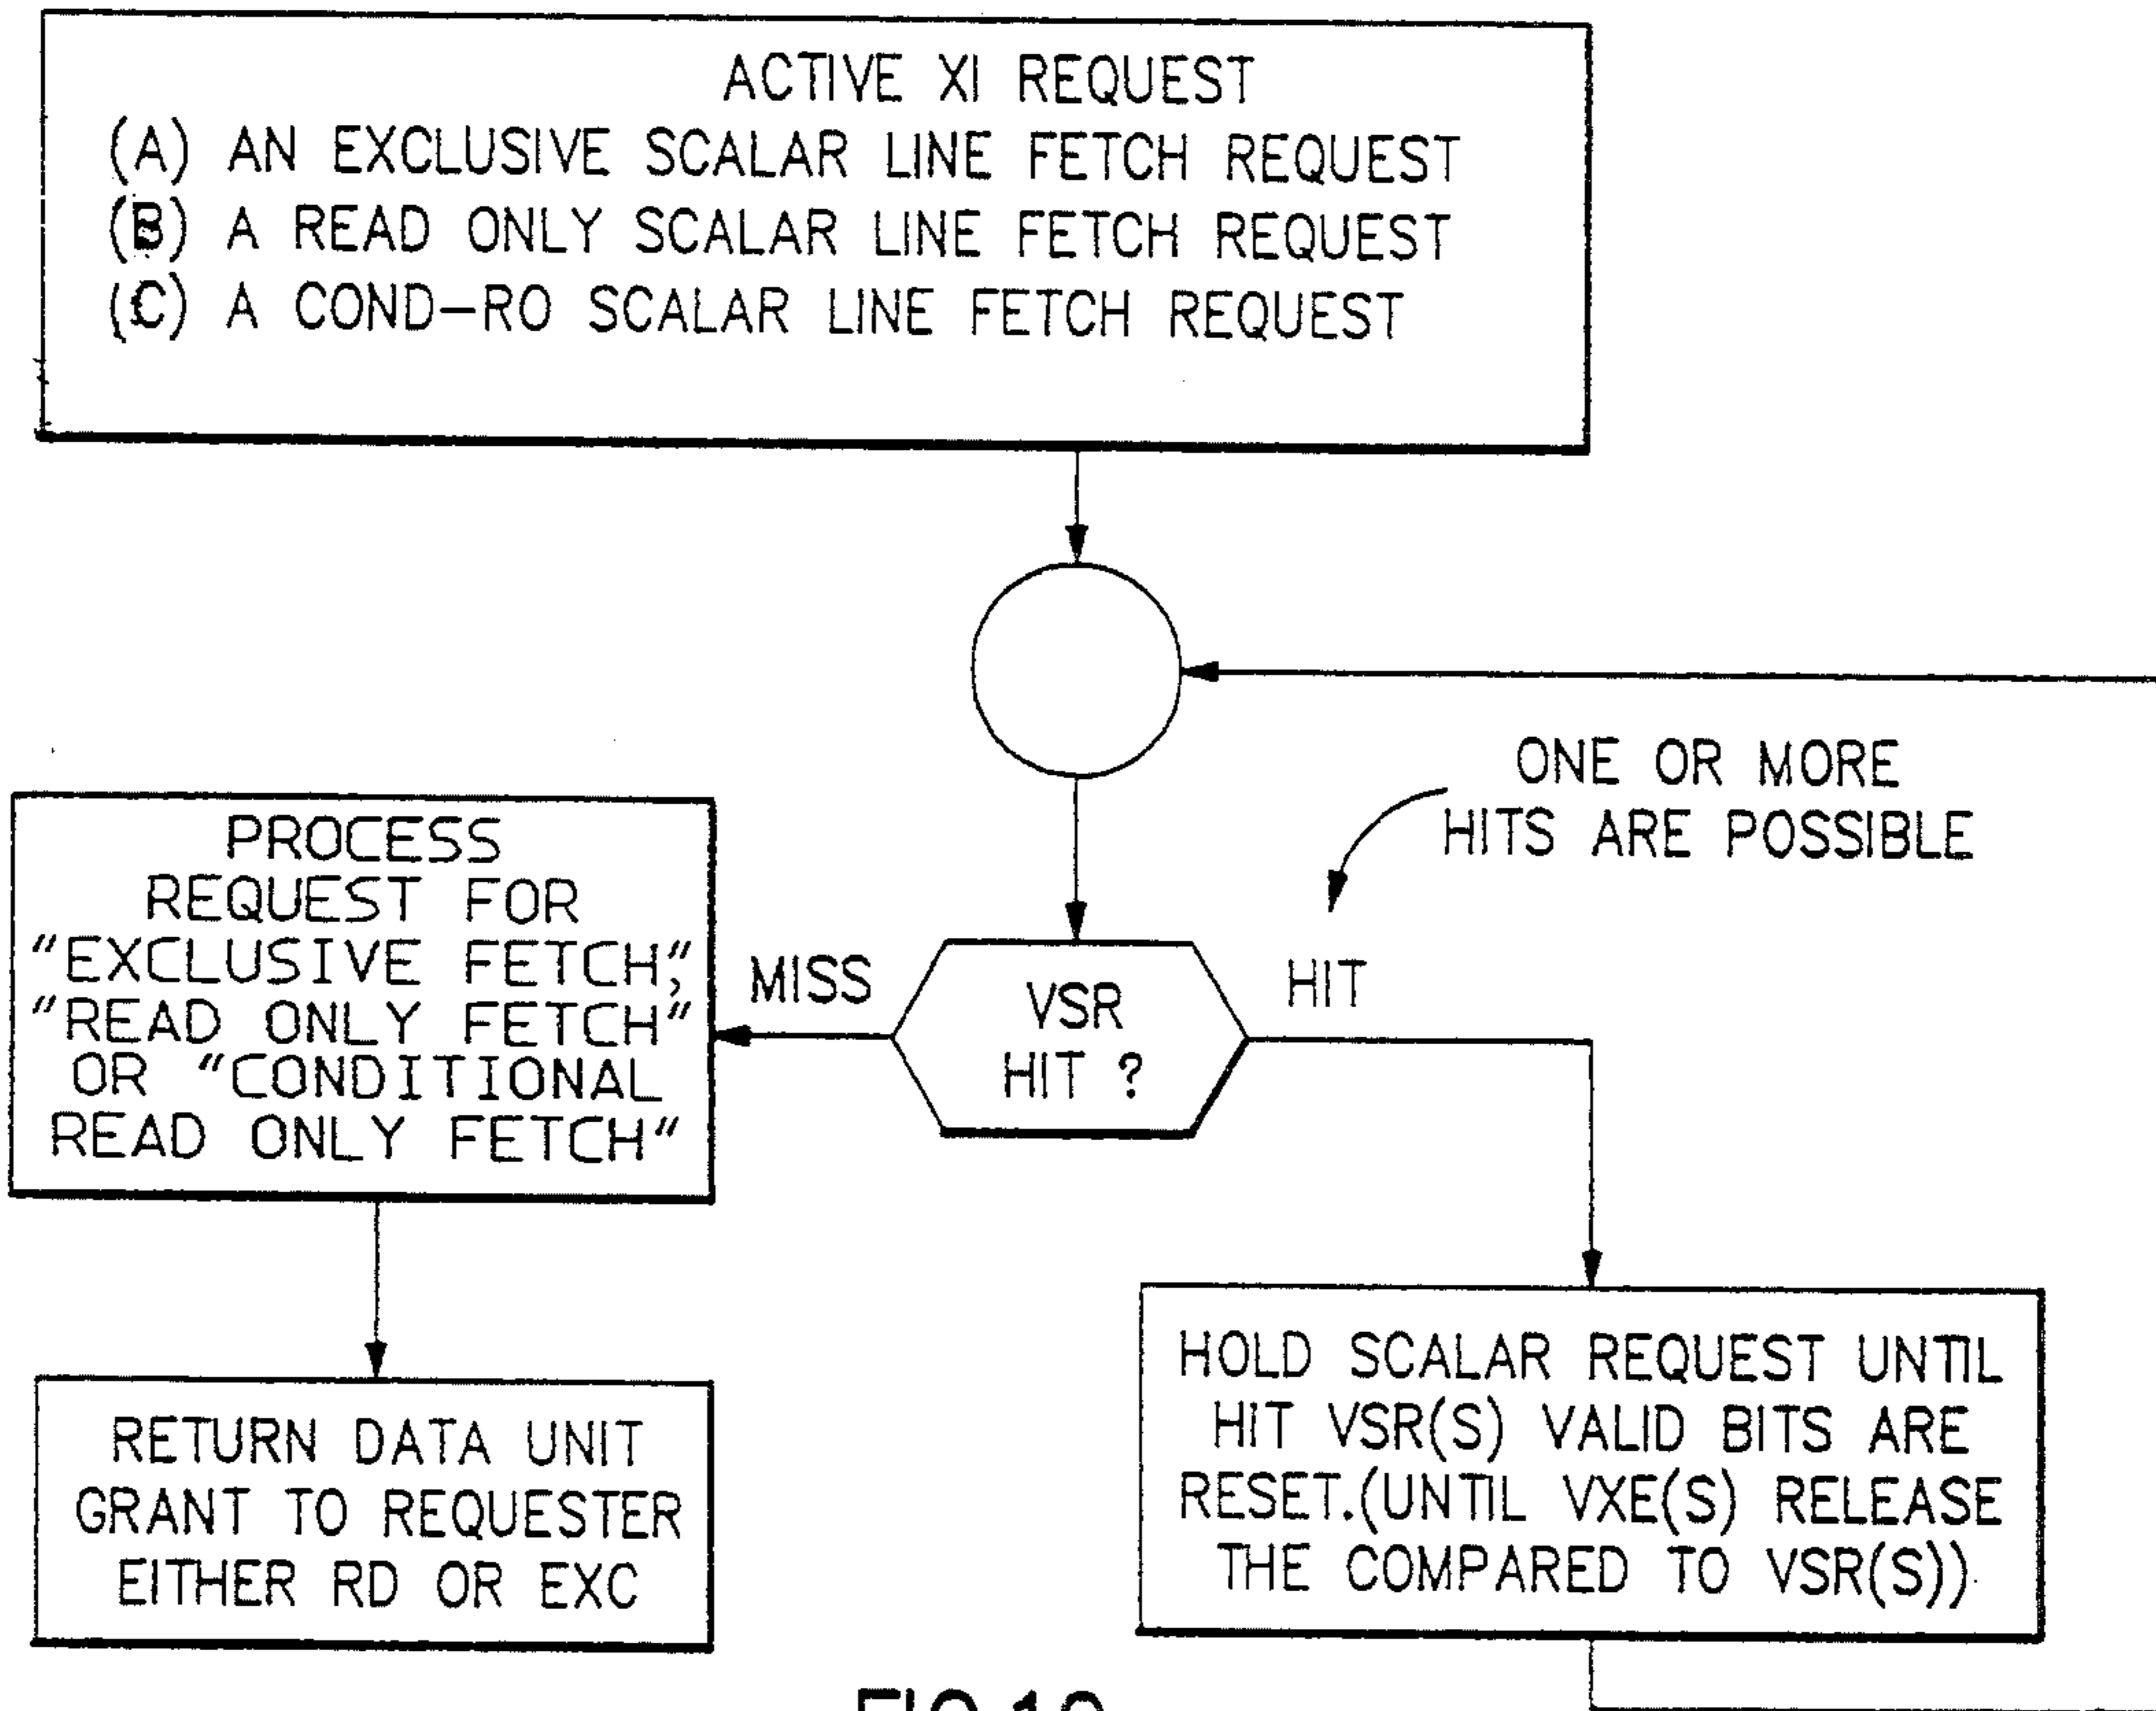 ACTIVE XI REQUEST
(A) AN EXCLUSIVE SCALAR LINE FETCH REQUEST
(B) A READ ONLY SCALAR LINE FETCH REQUEST
(C) A COND-RO SCALAR LINE FETCH REQUEST
ONE OR MORE
HITS ARE POSSIBLE
PROCESS
REQUEST FOR
"EXCLUSIVE FETCH",
"READ ONLY FETCH"
OR "CONDITIONAL
READ ONLY FETCH"
MISS
VSR
HIT ?
HIT
RETURN DATA UNIT
GRANT TO REQUESTER
EITHER RD OR EXC
HOLD SCALAR REQUEST UNTIL
HIT VSR(S) VALID BITS ARE
RESET.(UNTIL VXE(S) RELEASE
THE COMPARED TO VSR(S))